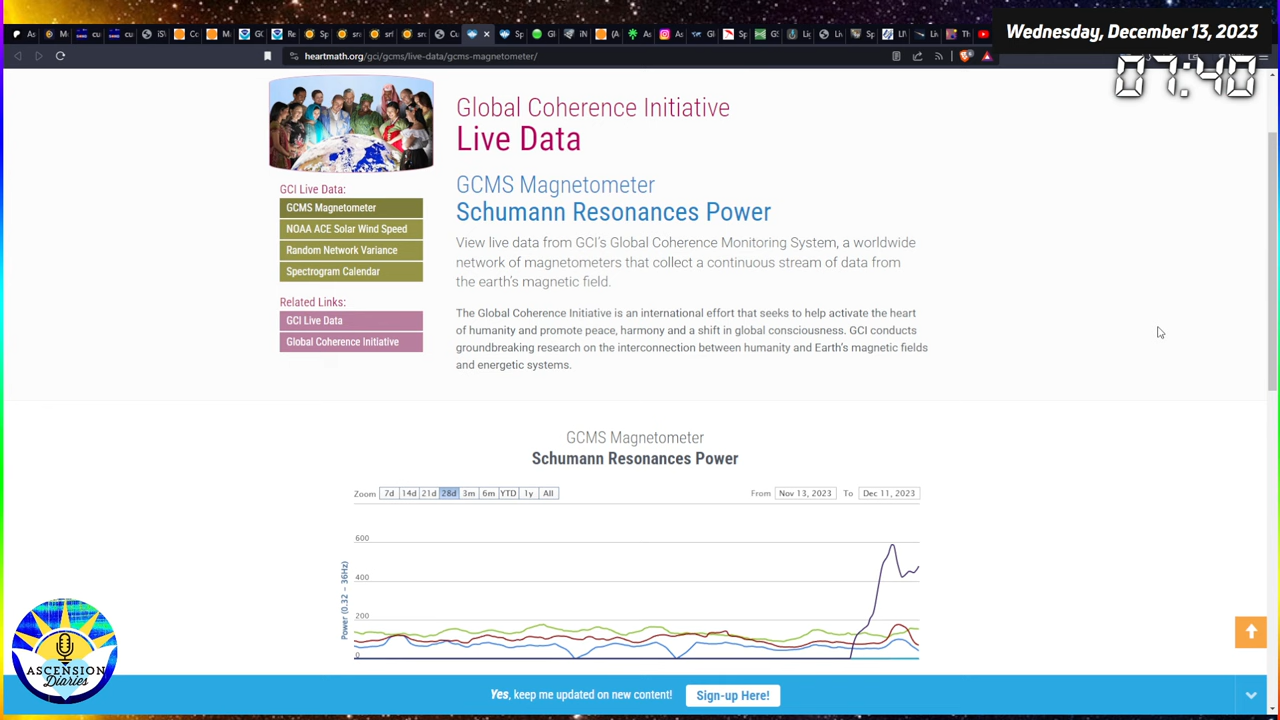 Wednesday, December 13, 2023
07:40
heartmath.org/gci/gcms/live-data/gcms-magnetometer/
Global Coherence Initiative
Live Data
GCI Live Data:
GCMS Magnetometer
NOAA ACE Solar Wind Speed
Random Network Variance
Spectrogram Calendar
Related Links:
GCI Live Data
Global Coherence Initiative
GCMS Magnetometer
Schumann Resonances Power
View live data from GCI's Global Coherence Monitoring System, a worldwide
network of magnetometers that collect a continuous stream of data from
the earth's magnetic field.
The Global Coherence Initiative is an international effort that seeks to help activate the heart
of humanity and promote peace, harmony and a shift in global consciousness. GCI conducts
groundbreaking research on the interconnection between humanity and Earth's magnetic fields
and energetic systems.
GCMS Magnetometer
Schumann Resonances Power
Zoom 7d 14d 21d 28d 3m 6m YTD 1y All
From Nov 13, 2023 To Dec 11, 2023
Power (0.32 – 36Hz)
600
400
200
0
ASCENSION
Diaries
Yes, keep me updated on new content! Sign-up Here!